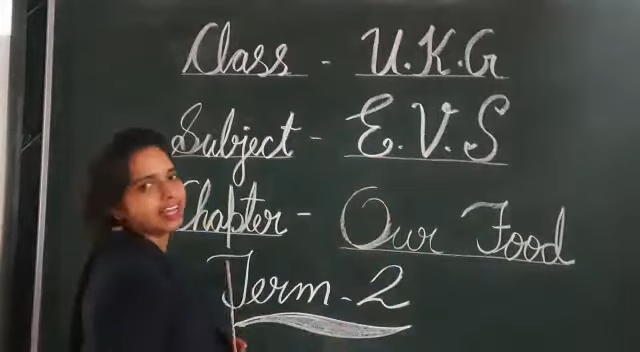 Class - U.K.G
Subject - E.V.S
Chapter - Our Food
Term - 2